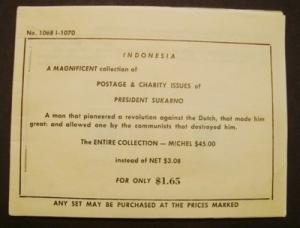 No. 1068 I-1070
INDONESIA
A MAGNIFICENT collection of
POSTAGE & CHARITY ISSUES of
PRESIDENT SUKARNO
A man that pioneered a revolution against the Dutch, that made him
great: and allowed one by the communists that destroyed him.
The ENTIRE COLLECTION — MICHEL $45.00
instead of NET $3.08
FOR ONLY $1.65
ANY SET MAY BE PURCHASED AT THE PRICES MARKED